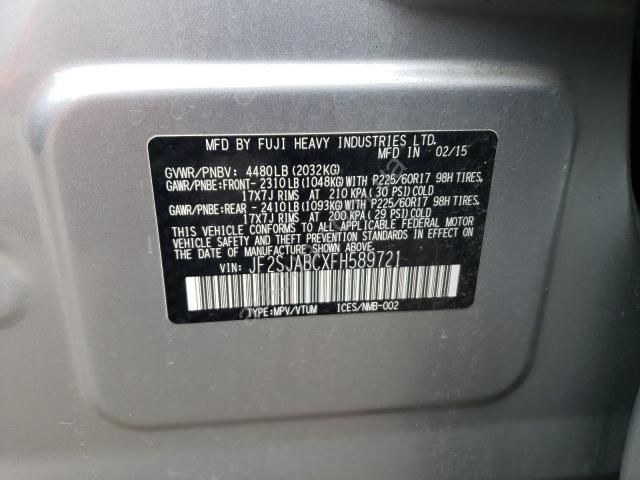 MFD BY FUJI HEAVY INDUSTRIES LTD.
MFD IN 02/15
GVWR/PNBV: 4480LB(2032KG)
GAWR/PNBE:FRONT- 2310LB(1048KG)WITH P225/60R17 98H TIRES,
17X7J RIMS AT 210 KPA(30 PSI)COLD
GAWR/PNBE:REAR - 2410LB(1093KG)WITH P225/60R17 98H TIRES,
17X7J RIMS AT 200 KPA(29 PSI)COLD
THIS VEHICLE CONFORMS TO ALL APPLICABLE FEDERAL MOTOR
VEHICLE SAFETY STANDARDS IN EFFECT ON THE
DATE OF MANUFACTURE SHOWN ABOVE.
VIN: JF2SJABCXFH589721
TYPE:MPV/VTUM ICES/NMB-002